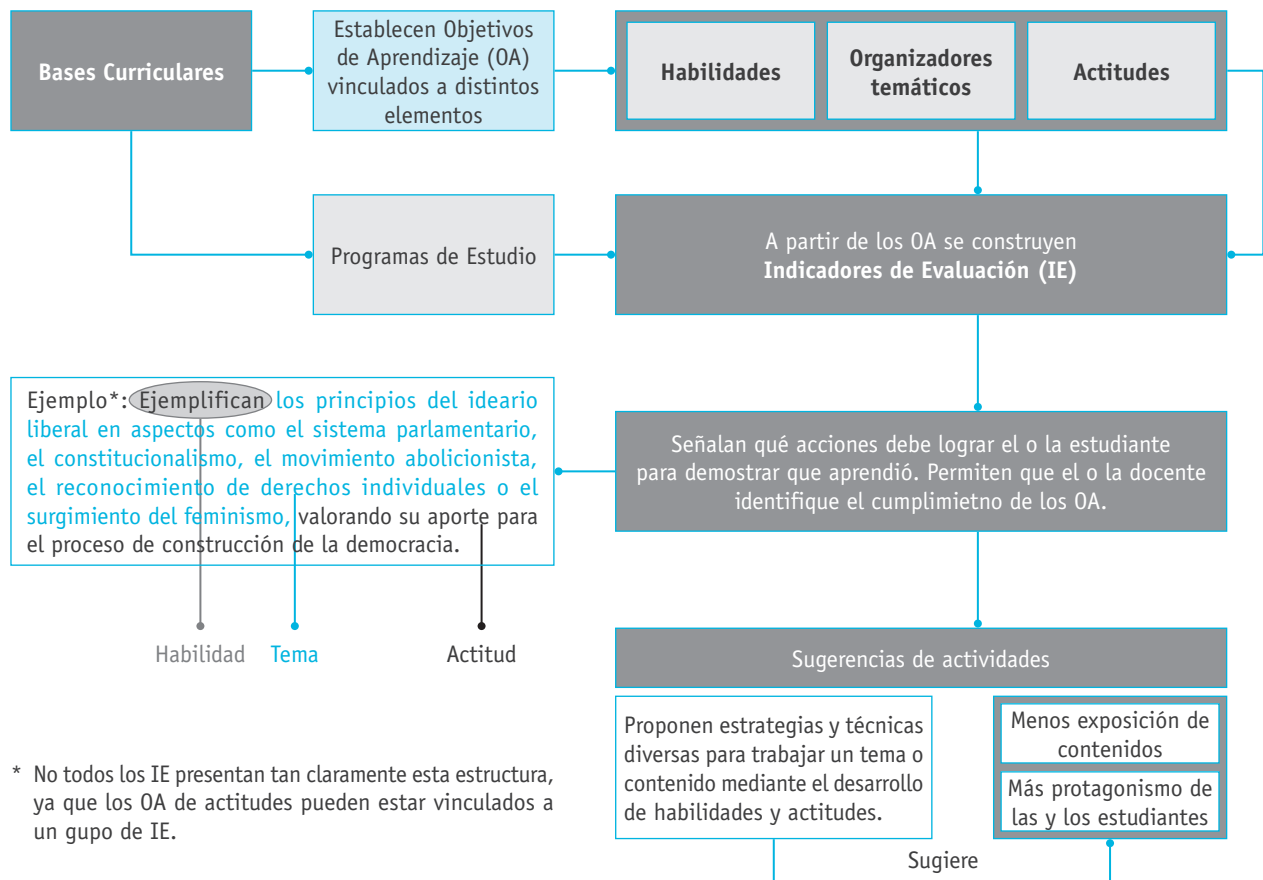 Bases Curriculares
Establecen Objetivos
de Aprendizaje (OA)
vinculados a distintos
elementos
Habilidades
Organizadores
temáticos
Actitudes
Programas de Estudio
A partir de los OA se construyen
Indicadores de Evaluación (IE)
Ejemplo*: Ejemplifican los principios del ideario
liberal en aspectos como el sistema parlamentario,
el constitucionalismo, el movimiento abolicionista,
el reconocimiento de derechos individuales o el
surgimiento del feminismo, valorando su aporte para
el proceso de construcción de la democracia.
Habilidad
Tema
Actitud
Señalan qué acciones debe lograr el o la estudiante
para demostrar que aprendió. Permiten que el o la docente
identifique el cumplimietno de los OA.
Sugerencias de actividades
Proponen estrategias y técnicas
diversas para trabajar un tema o
contenido mediante el desarrollo
de habilidades y actitudes.
Menos exposición de
contenidos
Más protagonismo de
las y los estudiantes
Sugiere
* No todos los IE presentan tan claramente esta estructura,
ya que los OA de actitudes pueden estar vinculados a
un gupo de IE.